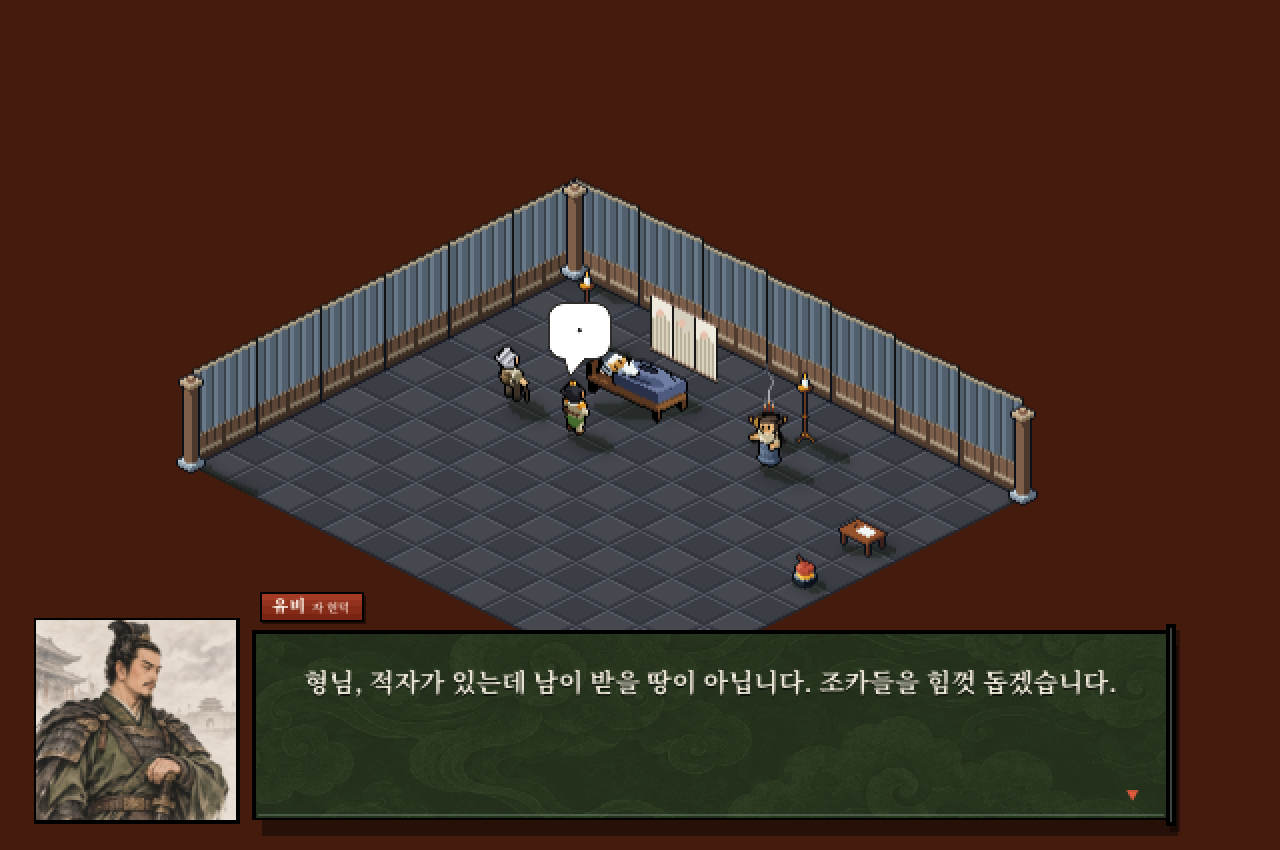 유비 자 현덕
형님, 적자가 있는데 남이 받을 땅이 아닙니다. 조카들을 힘껏 돕겠습니다.